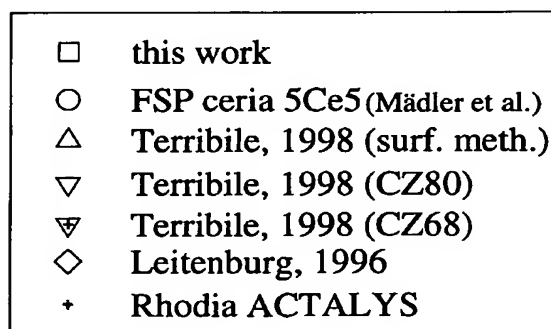 this work
FSP ceria 5Ce5 (Mädler et al.)
Terribile, 1998 (surf. meth.)
Terribile, 1998 (CZ80)
Terribile, 1998 (CZ68)
Leitenburg, 1996
Rhodia ACTALYS